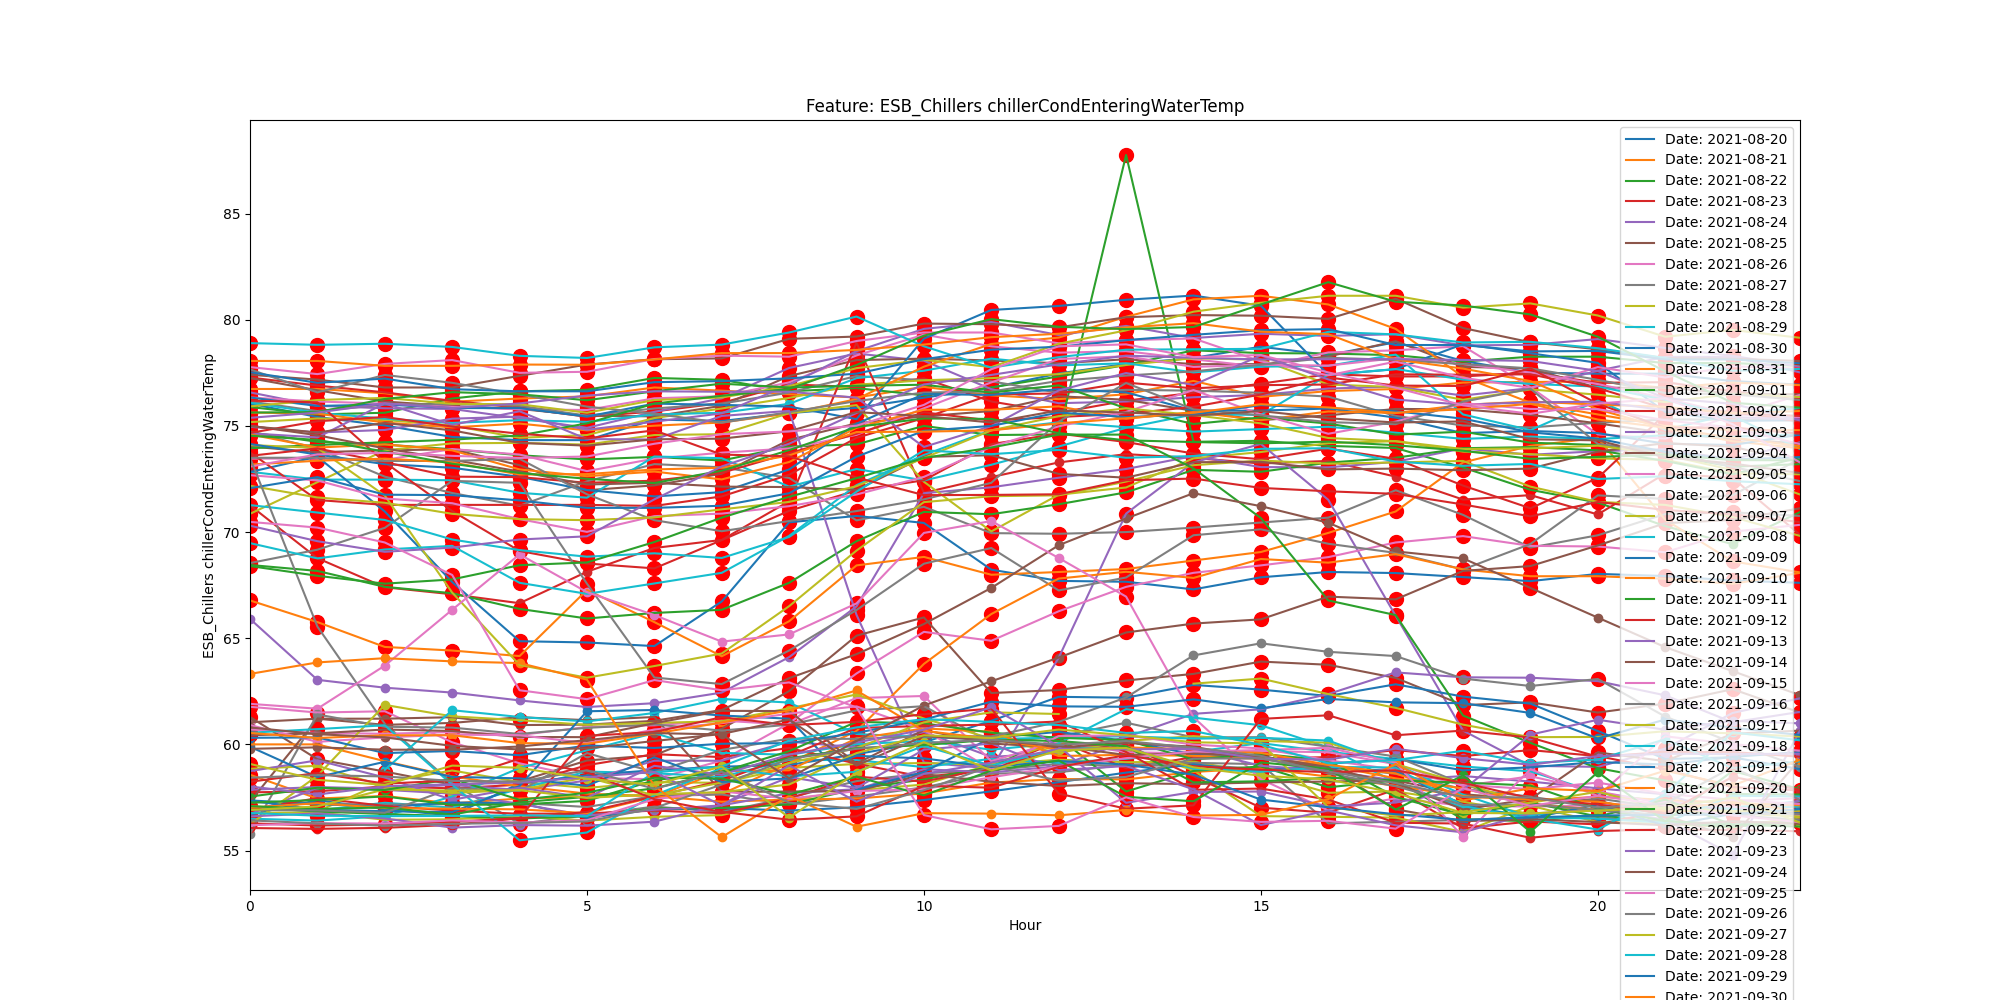 Feature: ESB_Chillers chillerCondEnteringWaterTemp
ESB_Chillers chillerCondEnteringWaterTemp
85
80
75
70
65
60
55
0
5
10
15
20
Hour
Date: 2021-08-20
Date: 2021-08-21
Date: 2021-08-22
Date: 2021-08-23
Date: 2021-08-24
Date: 2021-08-25
Date: 2021-08-26
Date: 2021-08-27
Date: 2021-08-28
Date: 2021-08-29
Date: 2021-08-30
Date: 2021-08-31
Date: 2021-09-01
Date: 2021-09-02
Date: 2021-09-03
Date: 2021-09-04
Date: 2021-09-05
Date: 2021-09-06
Date: 2021-09-07
Date: 2021-09-08
Date: 2021-09-09
Date: 2021-09-10
Date: 2021-09-11
Date: 2021-09-12
Date: 2021-09-13
Date: 2021-09-14
Date: 2021-09-15
Date: 2021-09-16
Date: 2021-09-17
Date: 2021-09-18
Date: 2021-09-19
Date: 2021-09-20
Date: 2021-09-21
Date: 2021-09-22
Date: 2021-09-23
Date: 2021-09-24
Date: 2021-09-25
Date: 2021-09-26
Date: 2021-09-27
Date: 2021-09-28
Date: 2021-09-29
Date: 2021-09-30